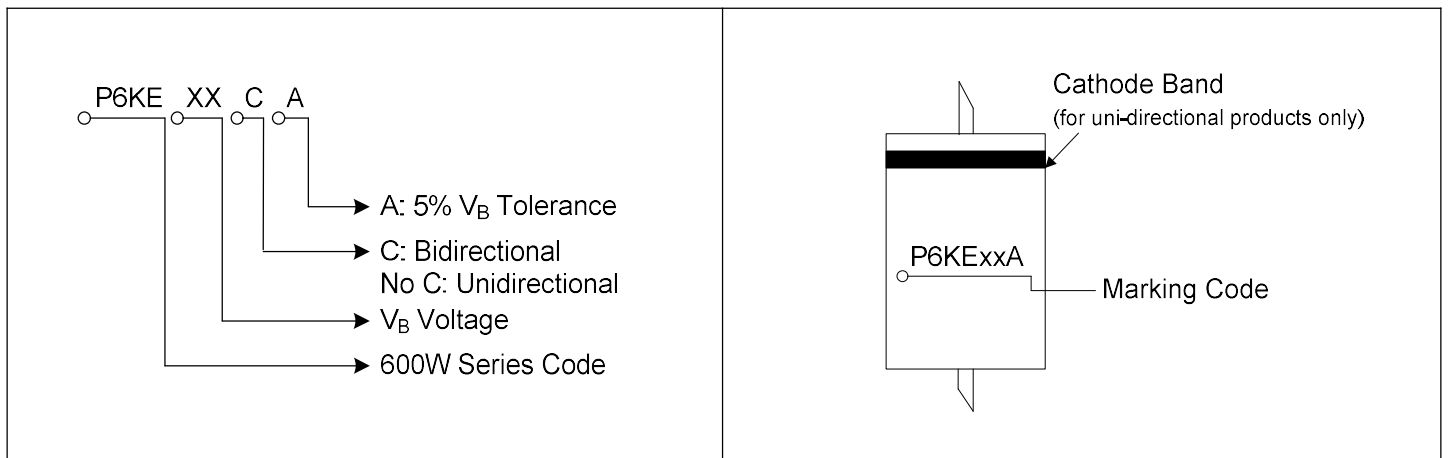 P6KE XX C A
A: 5% VB Tolerance
C: Bidirectional
No C: Unidirectional
VB Voltage
600W Series Code
Cathode Band
(for uni-directional products only)
P6KExxA
Marking Code